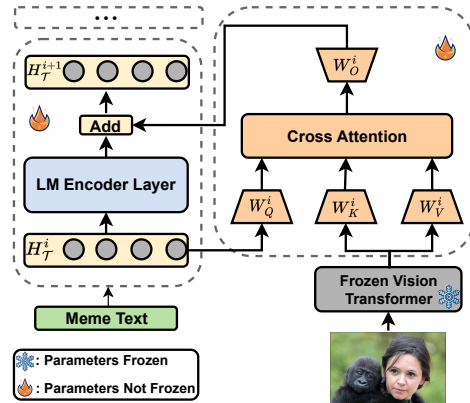 ...
H_T^{i+1}
W_O^i
Add
Cross Attention
LM Encoder Layer
W_Q^i
W_K^i
W_V^i
H_T^i
Frozen Vision
Transformer
Meme Text
: Parameters Frozen
: Parameters Not Frozen